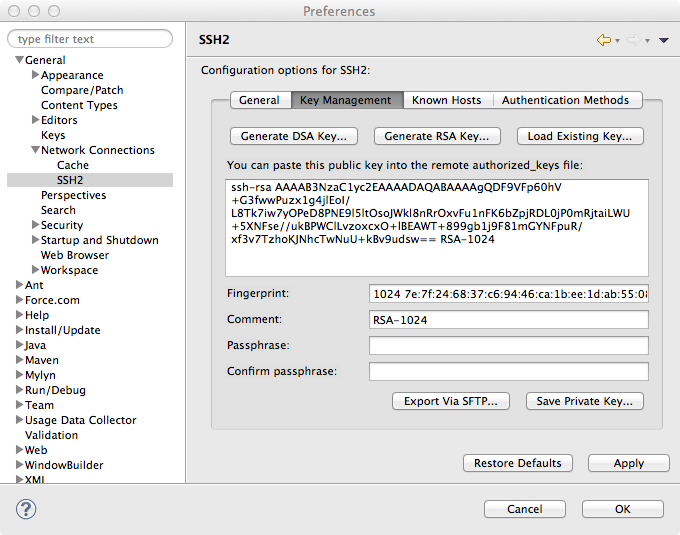 Preferences
type filter text
General
Appearance
Compare/Patch
Content Types
Editors
Keys
Network Connections
Cache
SSH2
Perspectives
Search
Security
Startup and Shutdown
Web Browser
Workspace
Ant
Force.com
Help
Install/Update
Java
Maven
Mylyn
Run/Debug
Team
Usage Data Collector
Validation
Web
WindowBuilder
XML
SSH2
Configuration options for SSH2:
General Key Management Known Hosts Authentication Methods
Generate DSA Key... Generate RSA Key... Load Existing Key...
You can paste this public key into the remote authorized_keys file:
ssh-rsa AAAAB3NzaC1yc2EAAAADAQABAAAAgQDF9VFp60hV
+G3fwwPuzx1g4jlEoI/
L8Tk7iw7yOPeD8PNE9l5ltOsoJWkl8nRrOxvFu1nFK6bZpjRDL0jP0mRjtaiLWU
+5XNFse//ukBPWClLvzoxcxO+lBEAWT+899gb1j9F81mGYNFpuR/
xf3v7TzhoKJNhcTwNuU+kBv9udsw== RSA-1024
Fingerprint: 1024 7e:7f:24:68:37:c6:94:46:ca:1b:ee:1d:ab:55:08
Comment: RSA-1024
Passphrase:
Confirm passphrase:
Export Via SFTP... Save Private Key...
Restore Defaults Apply
? Cancel OK